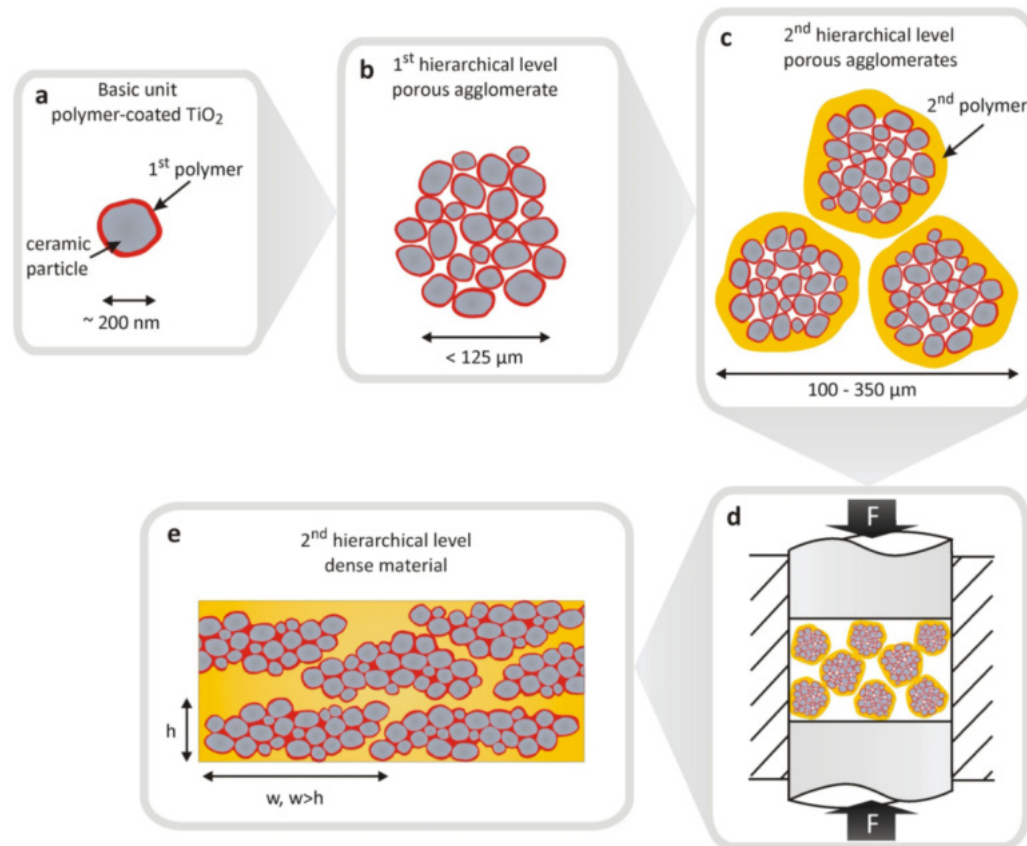 a
Basic unit
polymer-coated TiO₂
1st polymer
ceramic
particle
~ 200 nm
b
1st hierarchical level
porous agglomerate
< 125 µm
c
2nd hierarchical level
porous agglomerates
2nd polymer
100 - 350 µm
d
F
F
e
2nd hierarchical level
dense material
h
w, w>h